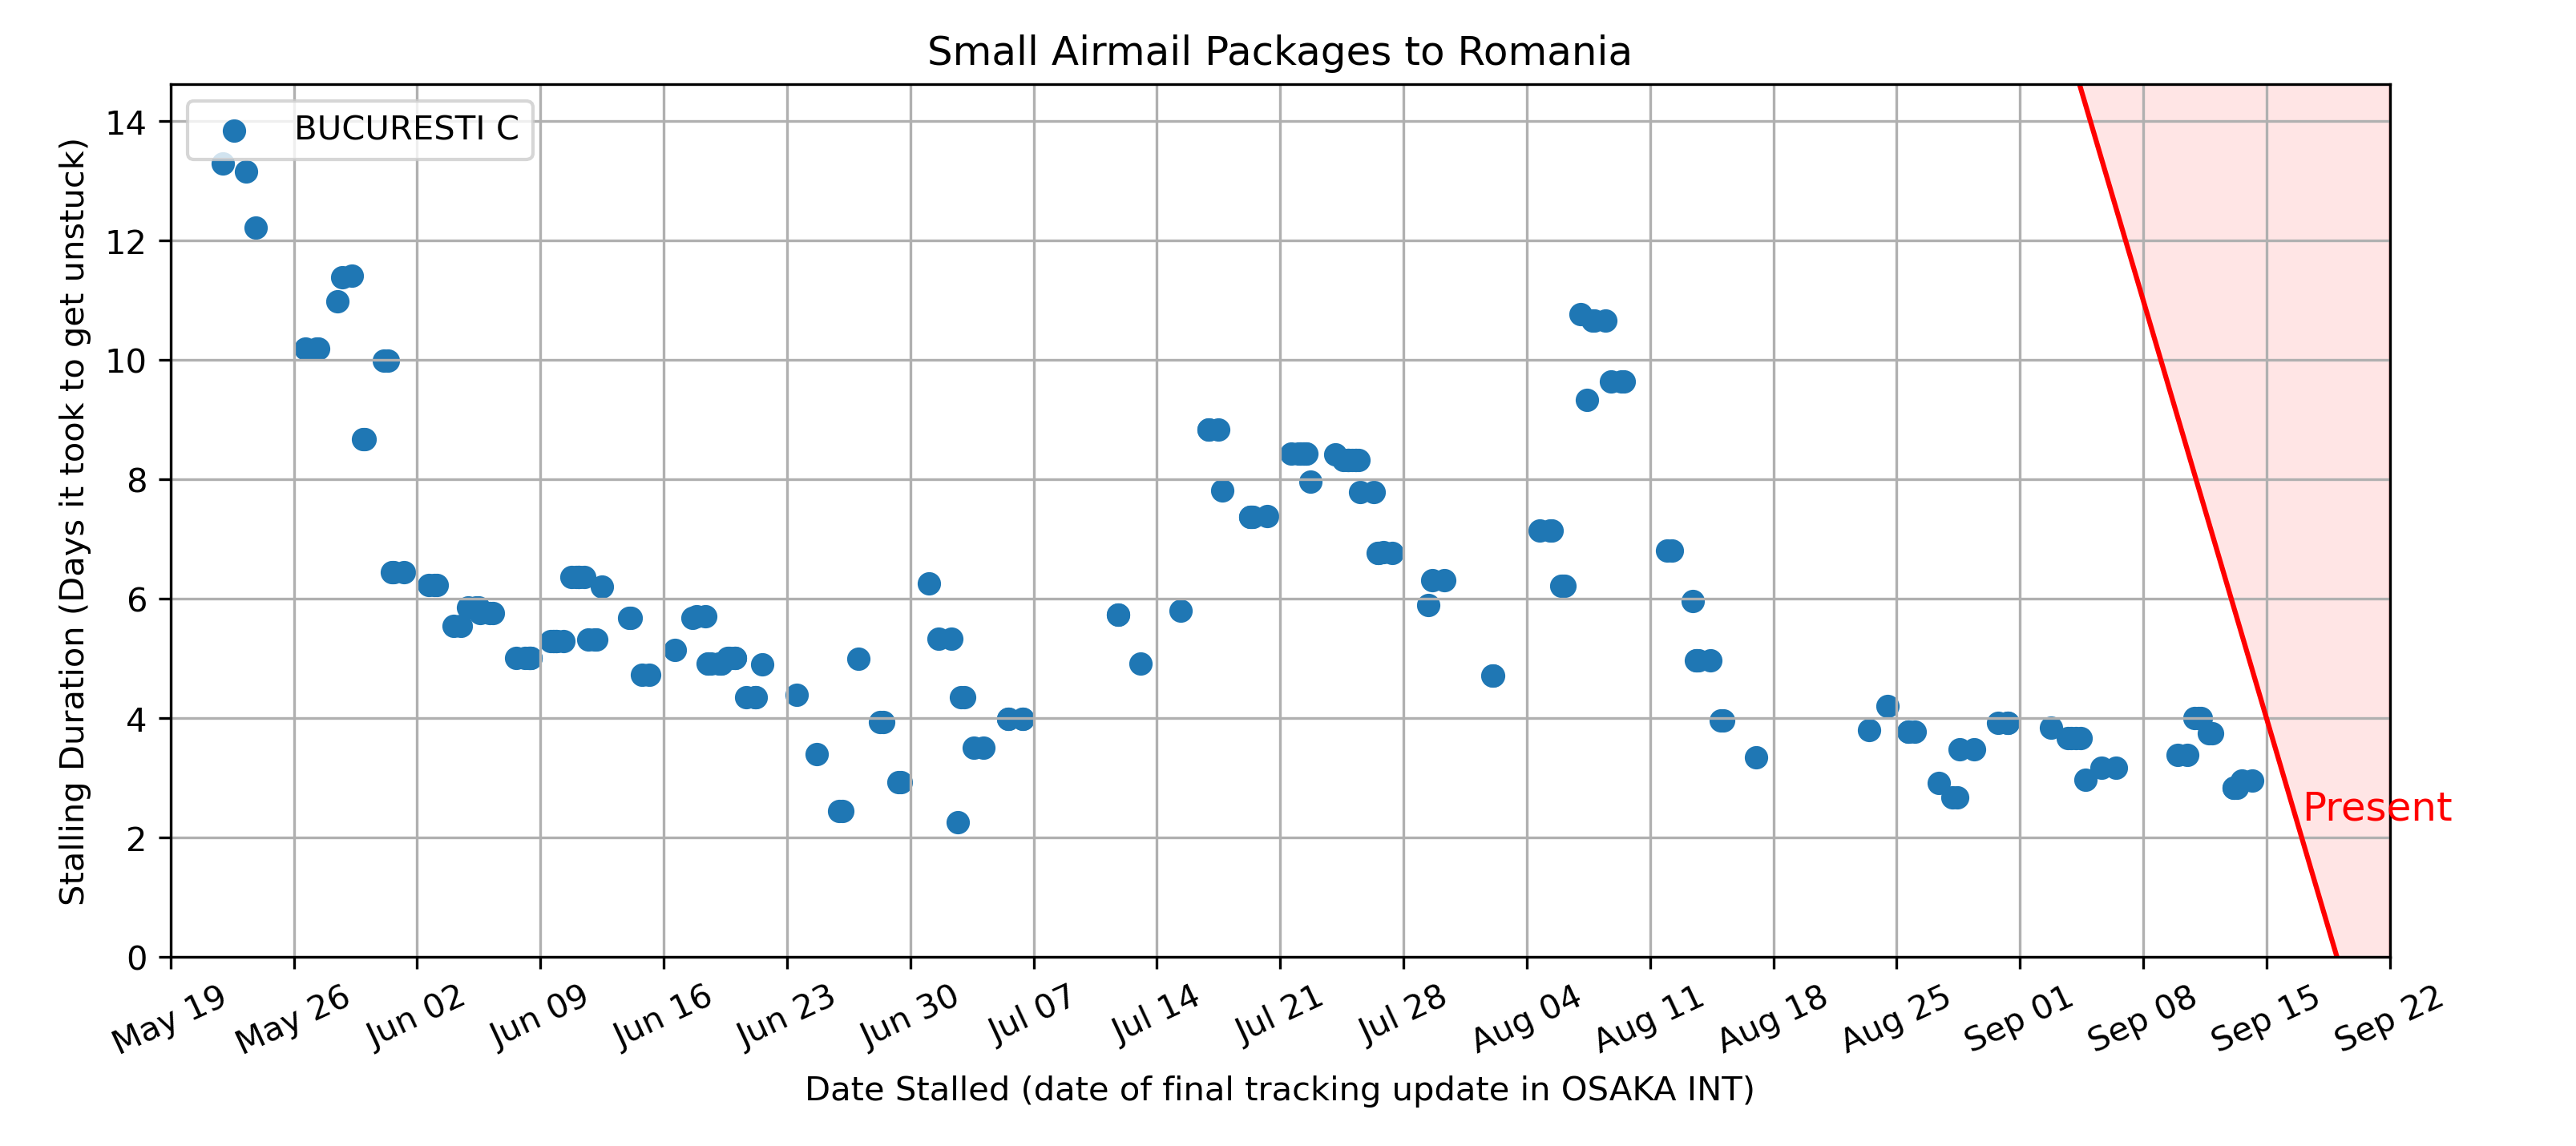 Small Airmail Packages to Romania
BUCURESTI C
Stalling Duration (Days it took to get unstuck)
14
12
10
8
6
4
2
0
Present
May 19
May 26
Jun 02
Jun 09
Jun 16
Jun 23
Jun 30
Jul 07
Jul 14
Jul 21
Jul 28
Aug 04
Aug 11
Aug 18
Aug 25
Sep 01
Sep 08
Sep 15
Sep 22
Date Stalled (date of final tracking update in OSAKA INT)